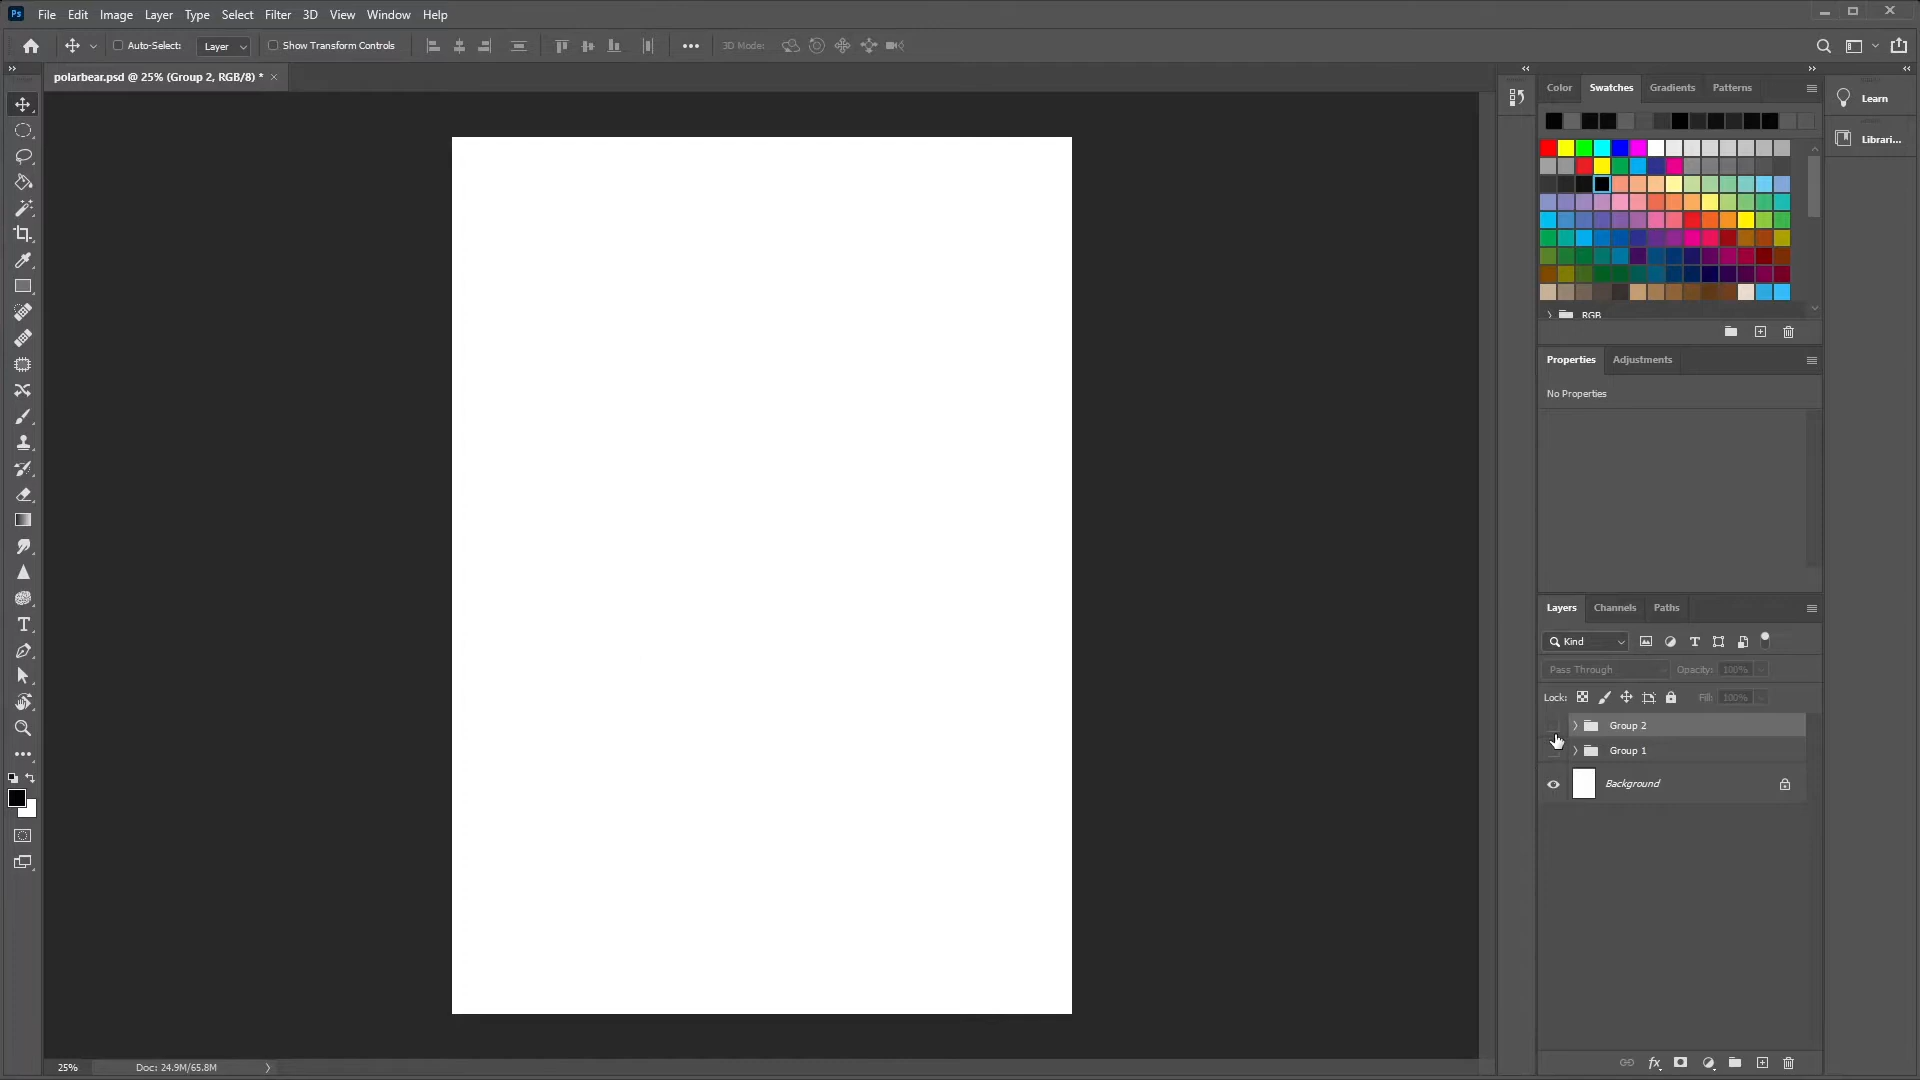 Ps File Edit Image Layer Type Select Filter 3D View Window Help
Auto-Select: Layer Show Transform Controls 3D Mode:
polarbear.psd @ 25% (Group 2, RGB/8) *
Color Swatches Gradients Patterns
Learn
Librari...
RGB
Properties Adjustments
No Properties
Layers Channels Paths
Kind
Pass Through Opacity: 100%
Lock: Fill: 100%
Group 2
Group 1
Background
25% Doc: 24.9M/65.8M